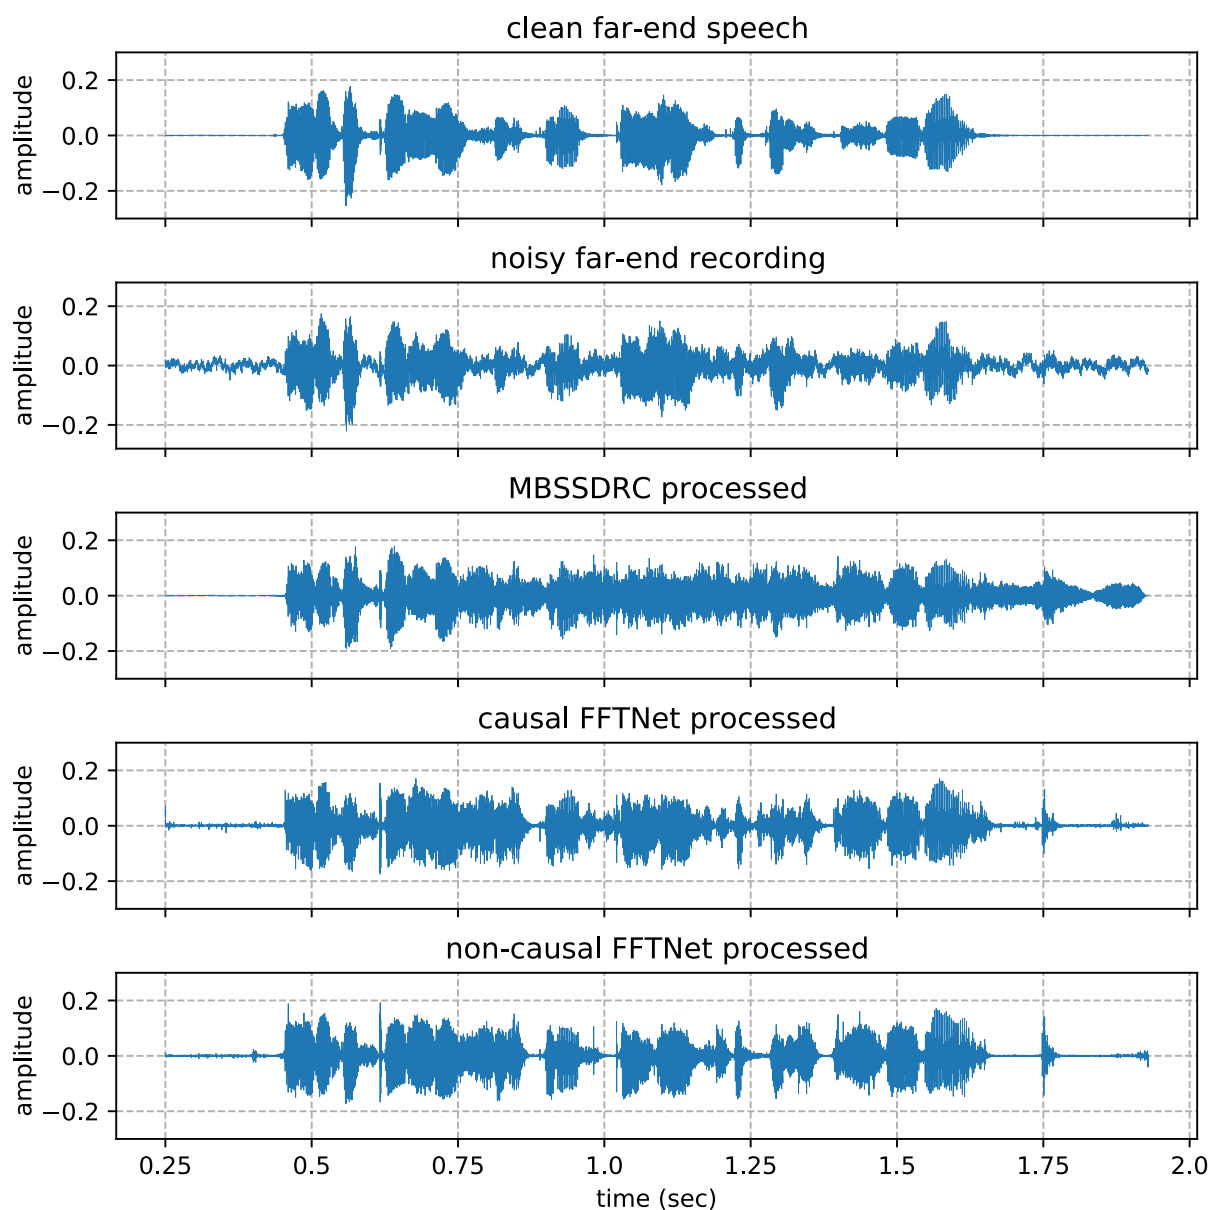 clean far-end speech
amplitude
0.2
0.0
−0.2
noisy far-end recording
amplitude
0.2
0.0
−0.2
MBSSDRC processed
amplitude
0.2
0.0
−0.2
causal FFTNet processed
amplitude
0.2
0.0
−0.2
non-causal FFTNet processed
amplitude
0.2
0.0
−0.2
0.25 0.5 0.75 1.0 1.25 1.5 1.75 2.0
time (sec)